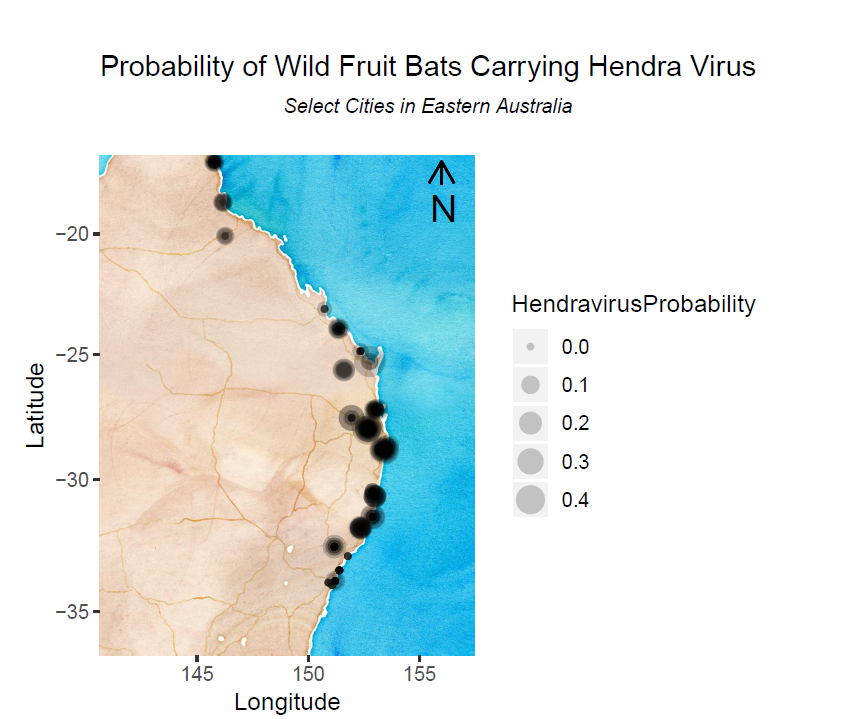 Probability of Wild Fruit Bats Carrying Hendra Virus
Select Cities in Eastern Australia
N
−20
−25
−30
−35
Latitude
145
150
155
Longitude
HendravirusProbability
0.0
0.1
0.2
0.3
0.4